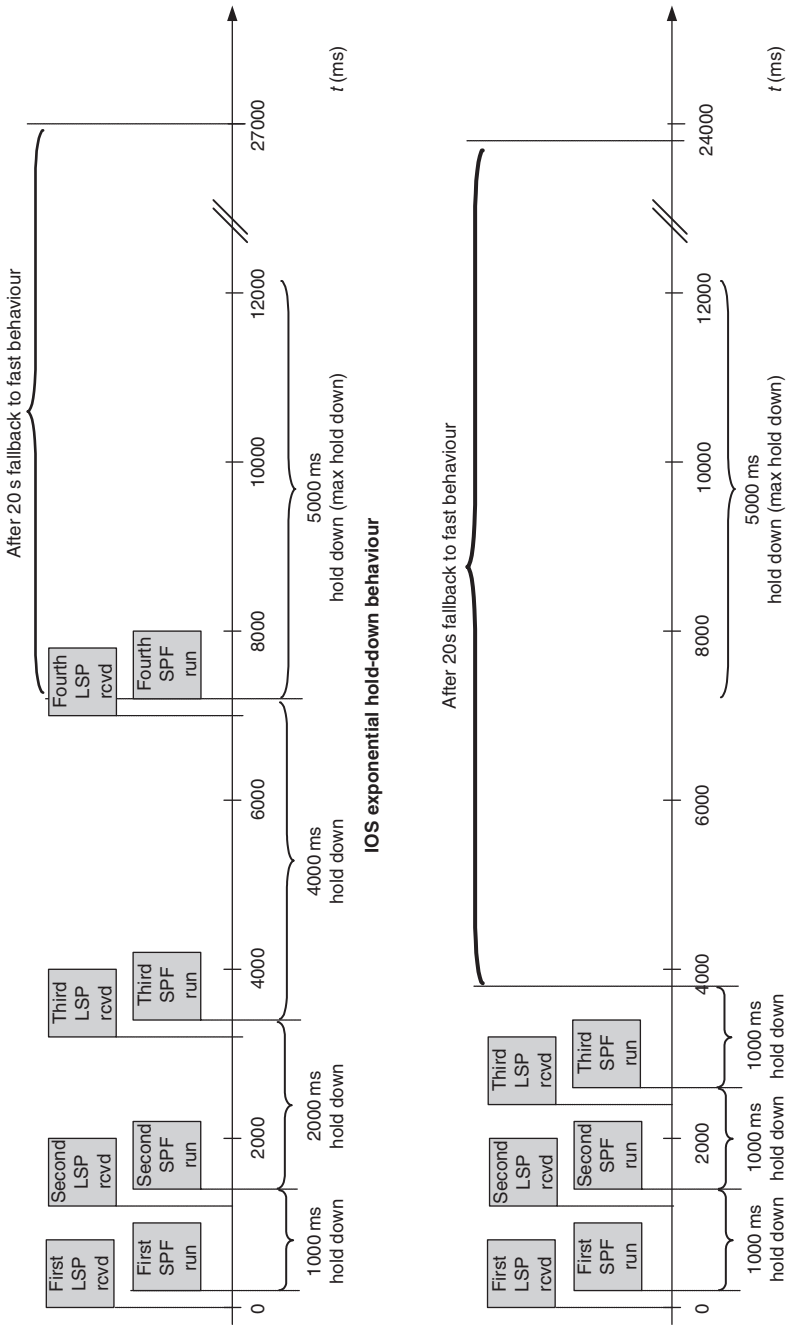 After 20 s fallback to fast behaviour
First
LSP
rcvd
Second
LSP
rcvd
Third
LSP
rcvd
Fourth
LSP
rcvd
First
SPF
run
Second
SPF
run
Third
SPF
run
Fourth
SPF
run
0
2000
4000
6000
8000
10000
12000
27000
t (ms)
1000 ms
hold down
2000 ms
hold down
4000 ms
hold down
5000 ms
hold down (max hold down)
IOS exponential hold-down behaviour
After 20s fallback to fast behaviour
First
LSP
rcvd
Second
LSP
rcvd
Third
LSP
rcvd
First
SPF
run
Second
SPF
run
Third
SPF
run
0
2000
4000
6000
8000
10000
12000
24000
t (ms)
1000 ms
hold down
1000 ms
hold down
1000 ms
hold down
5000 ms
hold down (max hold down)